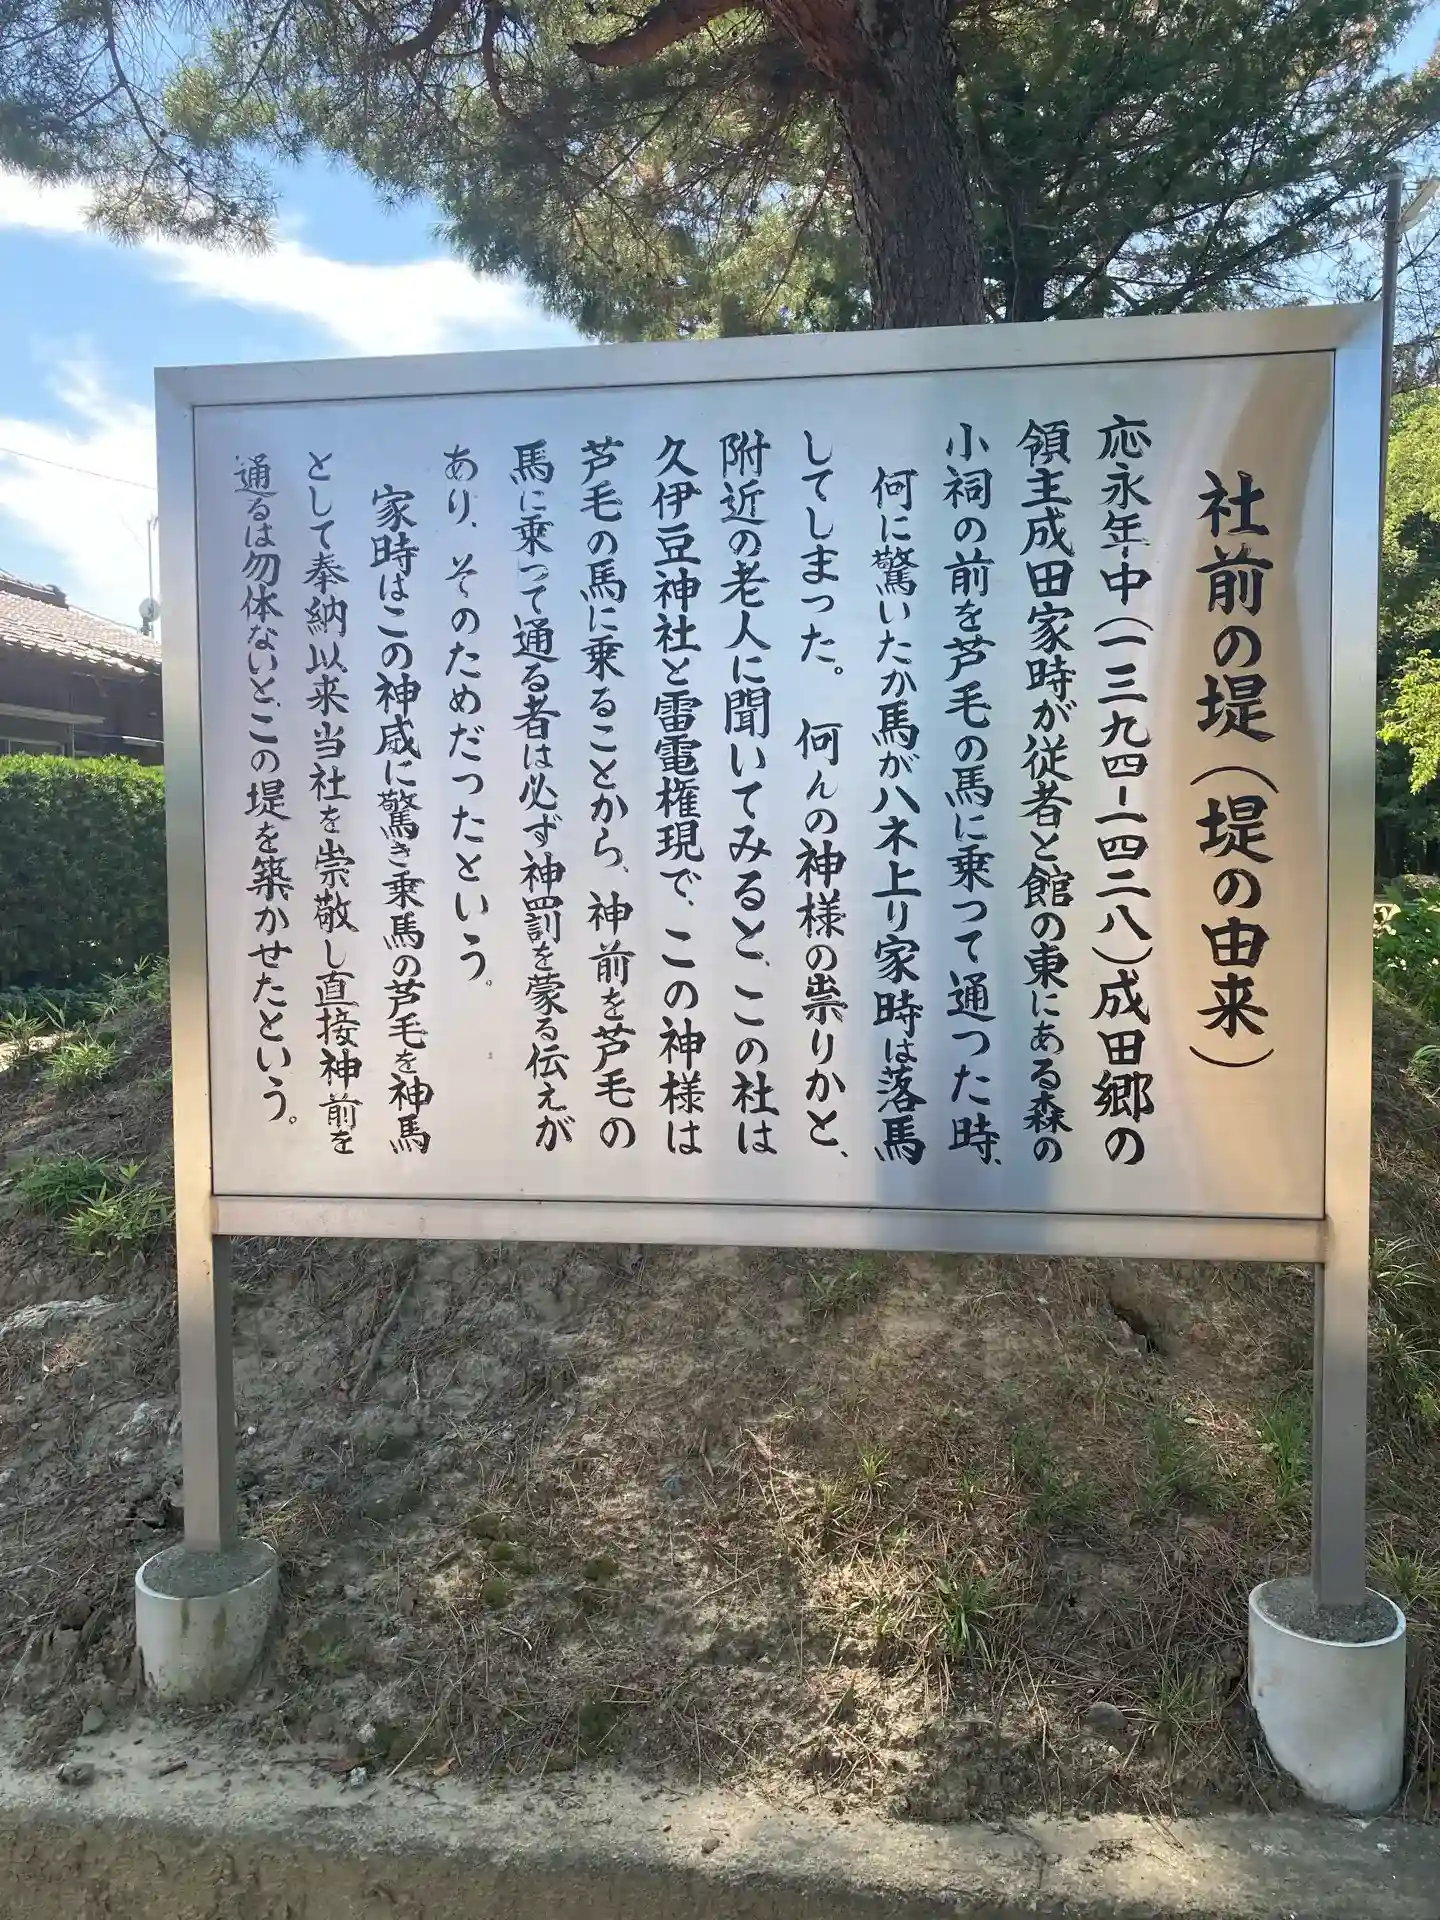 社前の堤（堤の由来）
応永年中（一三九四－一四二八）成田郷の
領主成田家時が従者と館の東にある森の
小祠の前を芦毛の馬に乗つて通つた時、
何に驚いたか馬がハネ上り家時は落馬
してしまった。何んの神様の祟りかと、
附近の老人に聞いてみると、この社は
久伊豆神社と雷電権現で、この神様は
芦毛の馬に乗ることから、神前を芦毛の
馬に乗って通る者は必ず神罰を蒙る伝えが
あり、そのためだつたという。
家時はこの神威に驚き乗馬の芦毛を神馬
として奉納以来当社を崇敬し直接神前を
通るは勿体ないと、この堤を築かせたという。